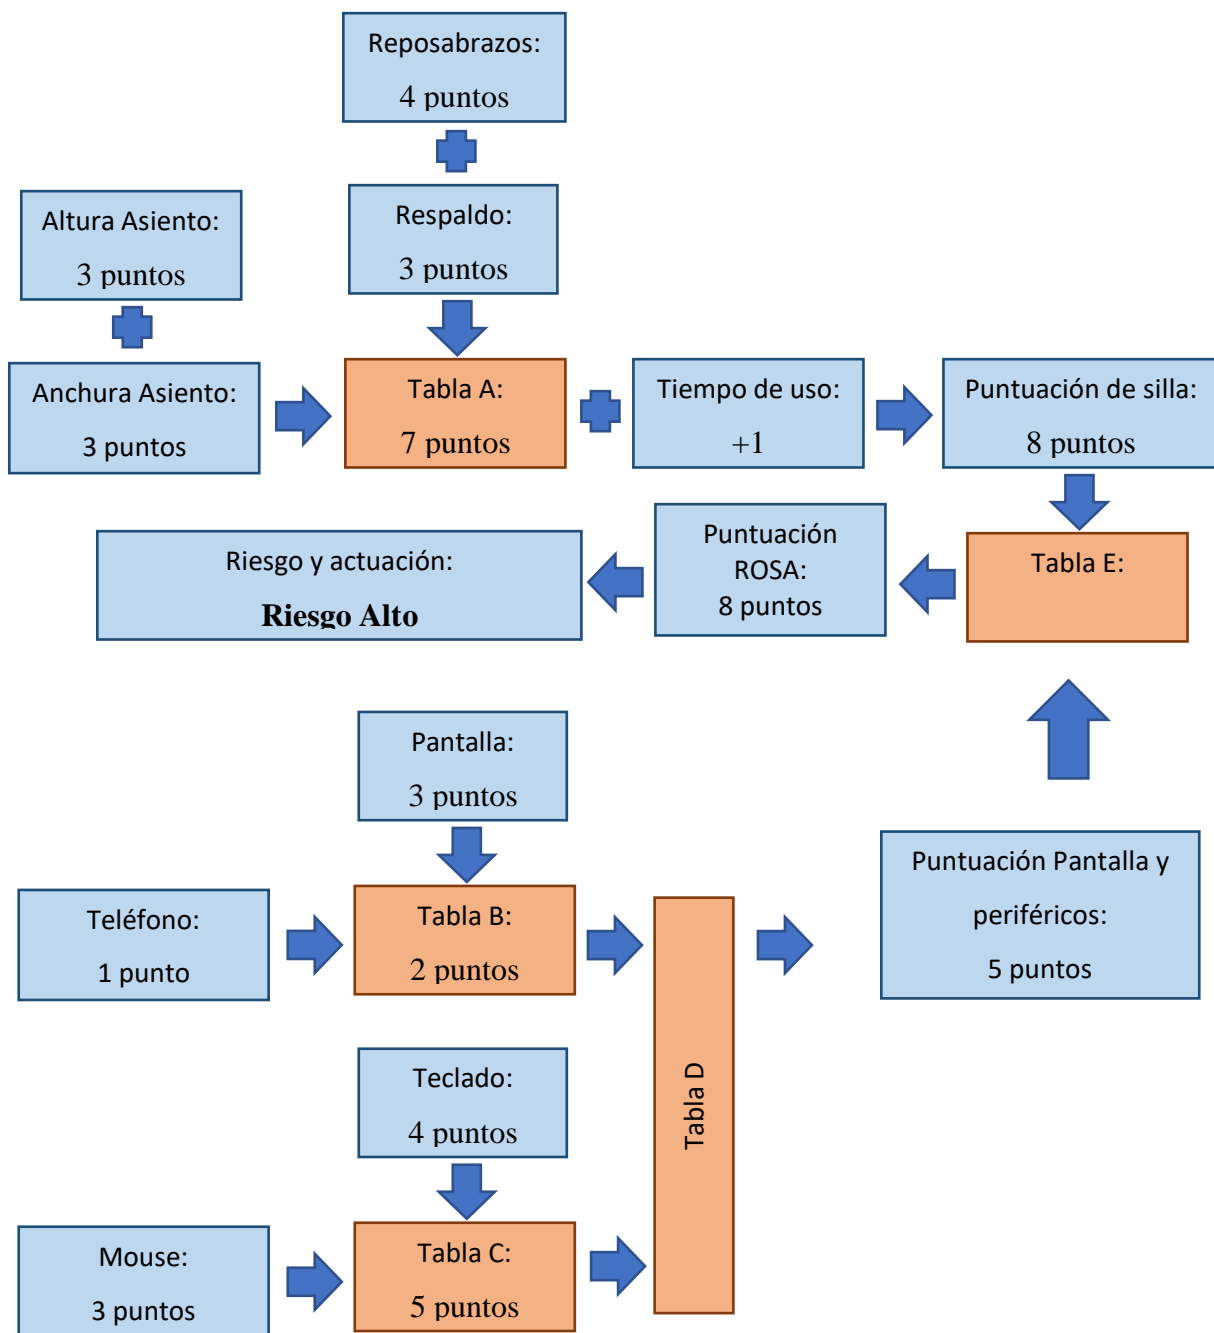 Reposabrazos:
4 puntos
Altura Asiento:
3 puntos
Respaldo:
3 puntos
Anchura Asiento:
3 puntos
Tabla A:
7 puntos
Tiempo de uso:
+1
Puntuación de silla:
8 puntos
Riesgo y actuación:
Riesgo Alto
Puntuación
ROSA:
8 puntos
Tabla E:
Pantalla:
3 puntos
Teléfono:
1 punto
Tabla B:
2 puntos
Puntuación Pantalla y
periféricos:
5 puntos
Tabla D
Teclado:
4 puntos
Mouse:
3 puntos
Tabla C:
5 puntos